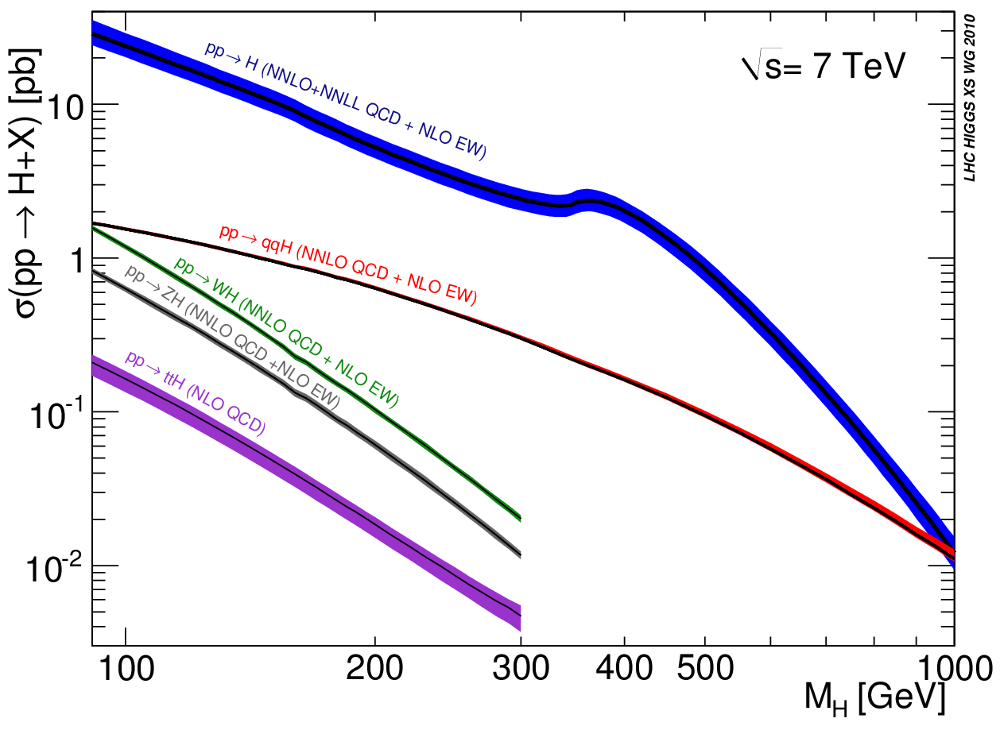 σ(pp → H+X) [pb]
10
1
10⁻¹
10⁻²
√s= 7 TeV
LHC HIGGS XS WG 2010
pp→ H (NNLO+NNLL QCD + NLO EW)
pp→ qqH (NNLO QCD + NLO EW)
pp→ WH (NNLO QCD + NLO EW)
pp→ ZH (NNLO QCD +NLO EW)
pp→ ttH (NLO QCD)
100 200 300 400 500 1000
M_H [GeV]